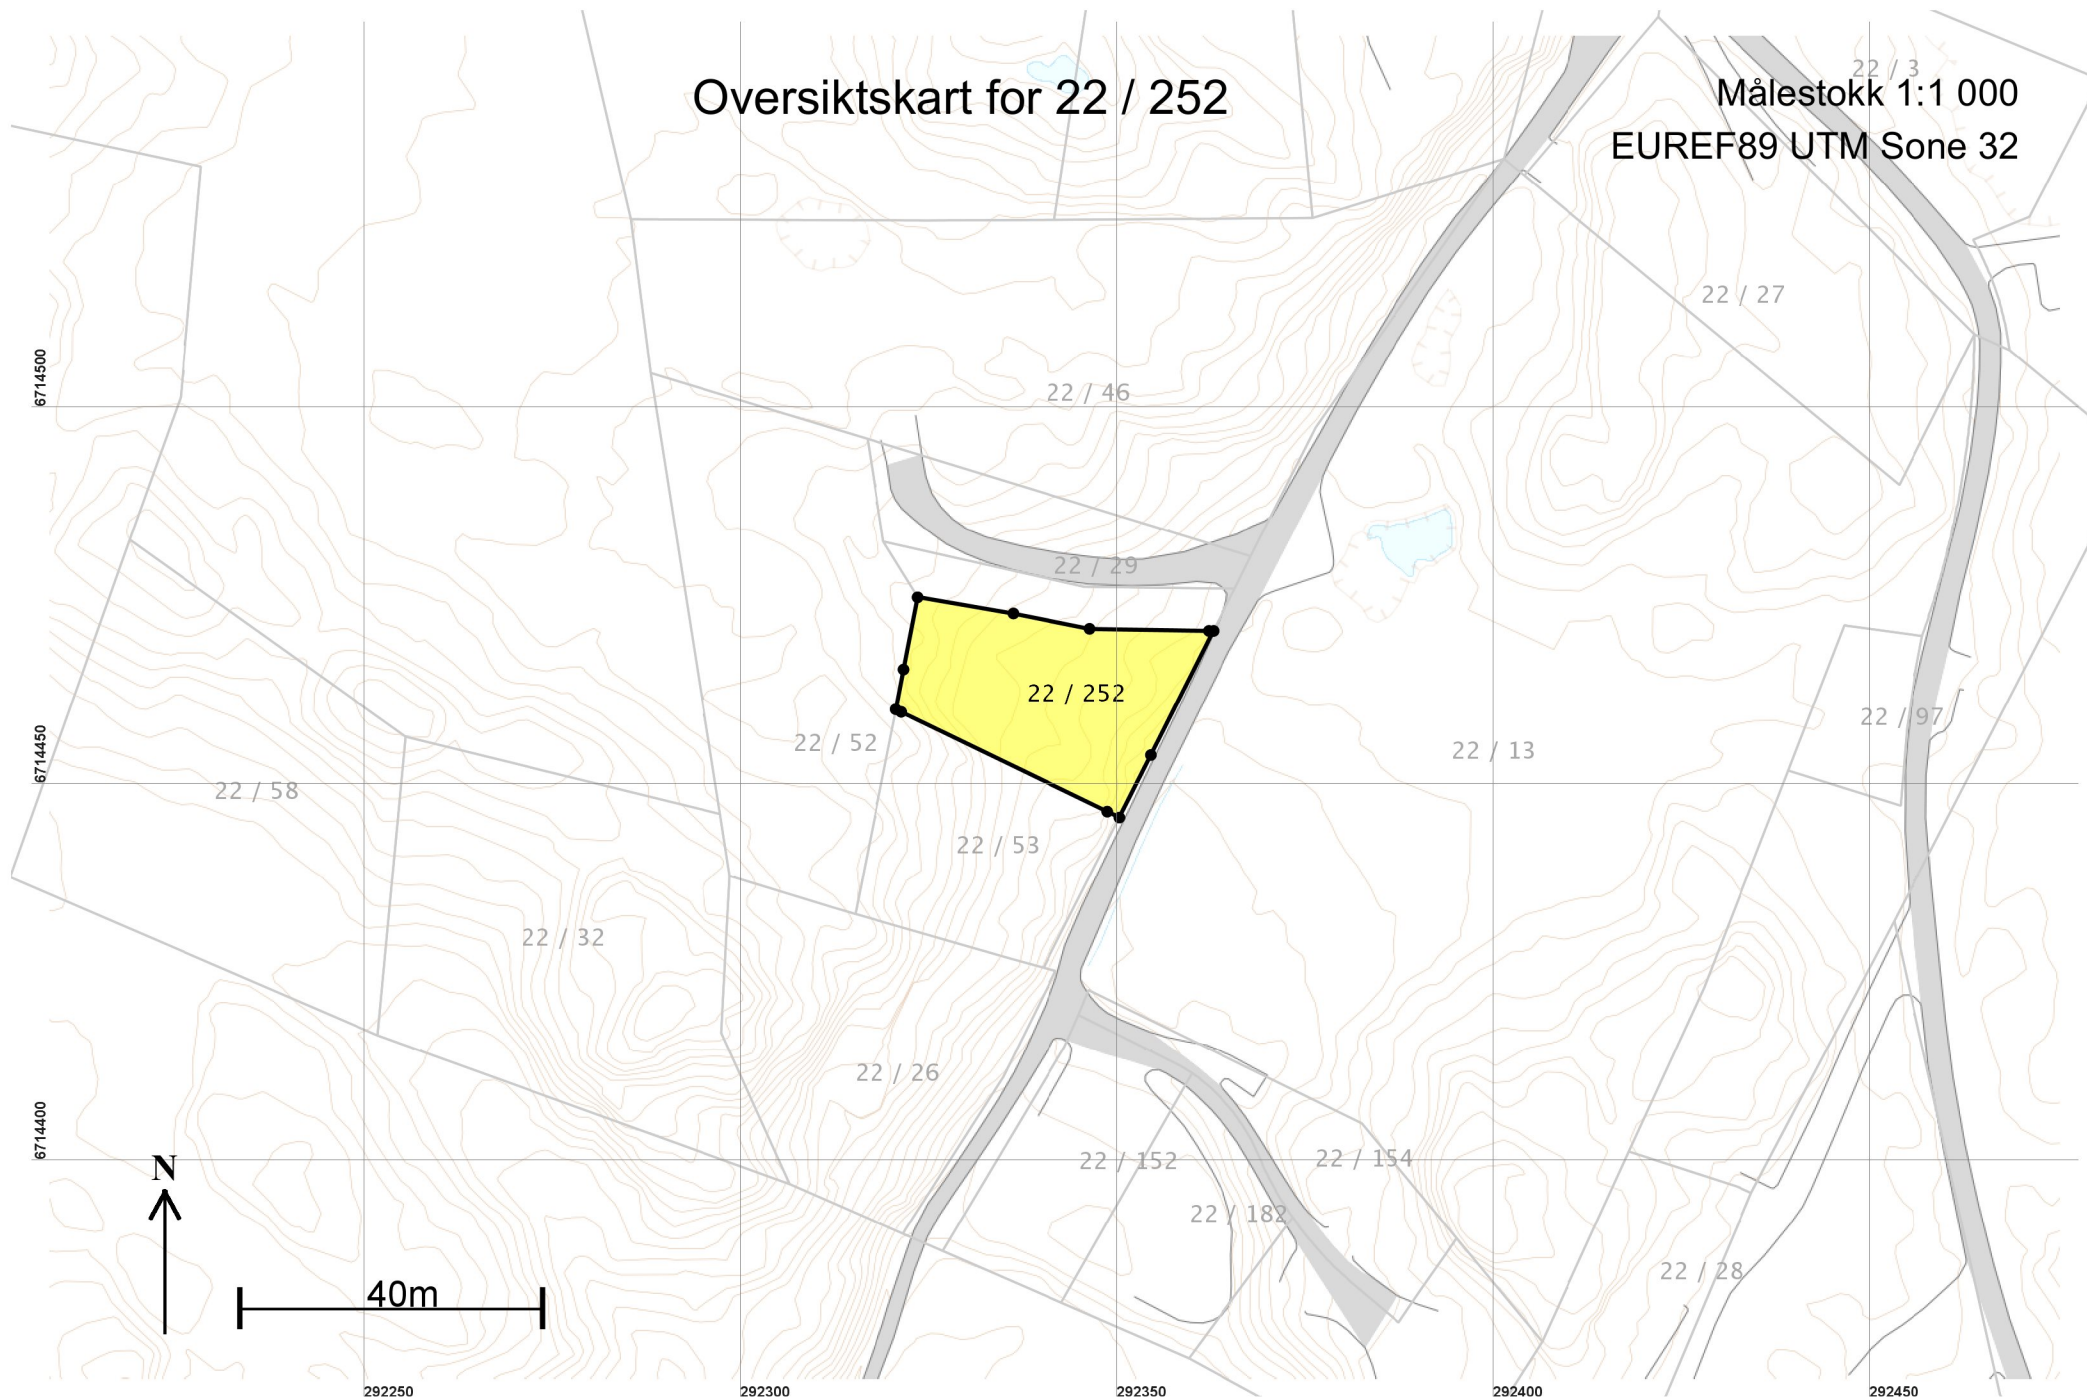 Oversiktskart for 22 / 252
Målestokk 1:1 000
EUREF89 UTM Sone 32
22 / 3
22 / 27
6714500
22 / 46
22 / 29
22 / 252
22 / 97
22 / 52
22 / 13
6714450
22 / 58
22 / 53
22 / 32
22 / 26
6714400
22 / 152
22 / 154
N
22 / 182
22 / 28
40m
292250
292300
292350
292400
292450